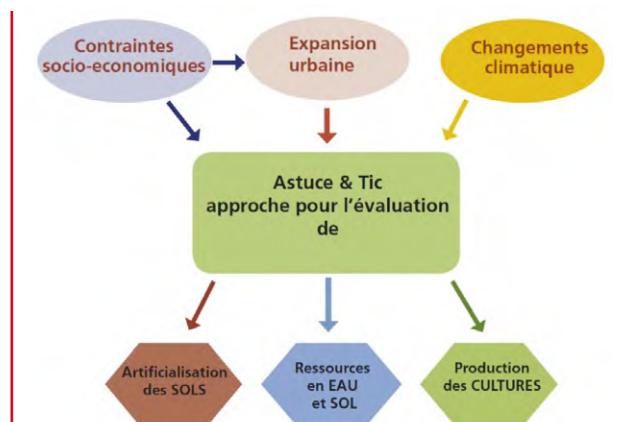 Contraintes
socio-economiques
Expansion
urbaine
Changements
climatique
Astuce & Tic
approche pour l'évaluation
de
Artificialisation
des SOLS
Ressources
en EAU
et SOL
Production
des CULTURES